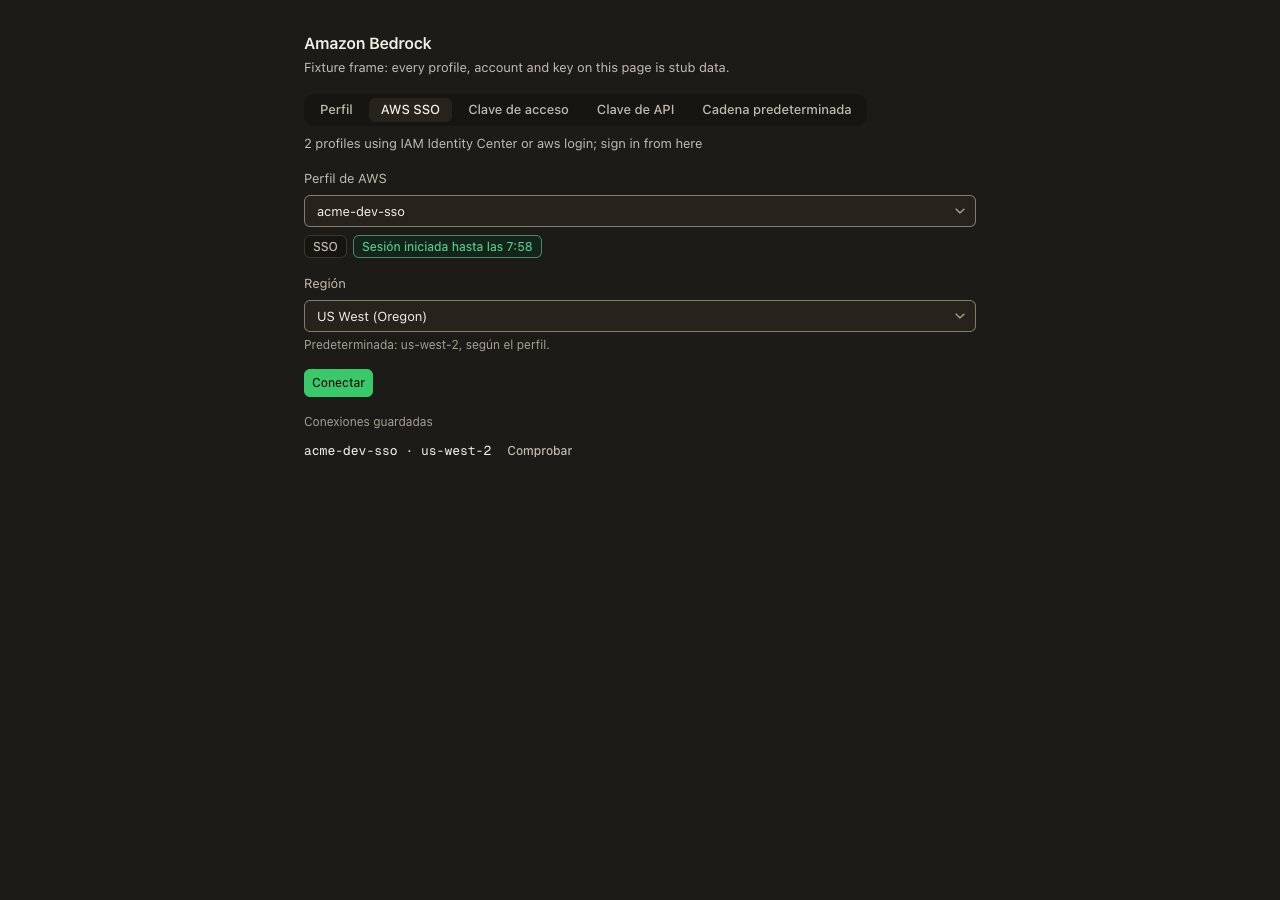 Amazon Bedrock
Fixture frame: every profile, account and key on this page is stub data.
Perfil AWS SSO Clave de acceso Clave de API Cadena predeterminada
2 profiles using IAM Identity Center or aws login; sign in from here
Perfil de AWS
acme-dev-sso
SSO Sesión iniciada hasta las 7:58
Región
US West (Oregon)
Predeterminada: us-west-2, según el perfil.
Conectar
Conexiones guardadas
acme-dev-sso · us-west-2 Comprobar